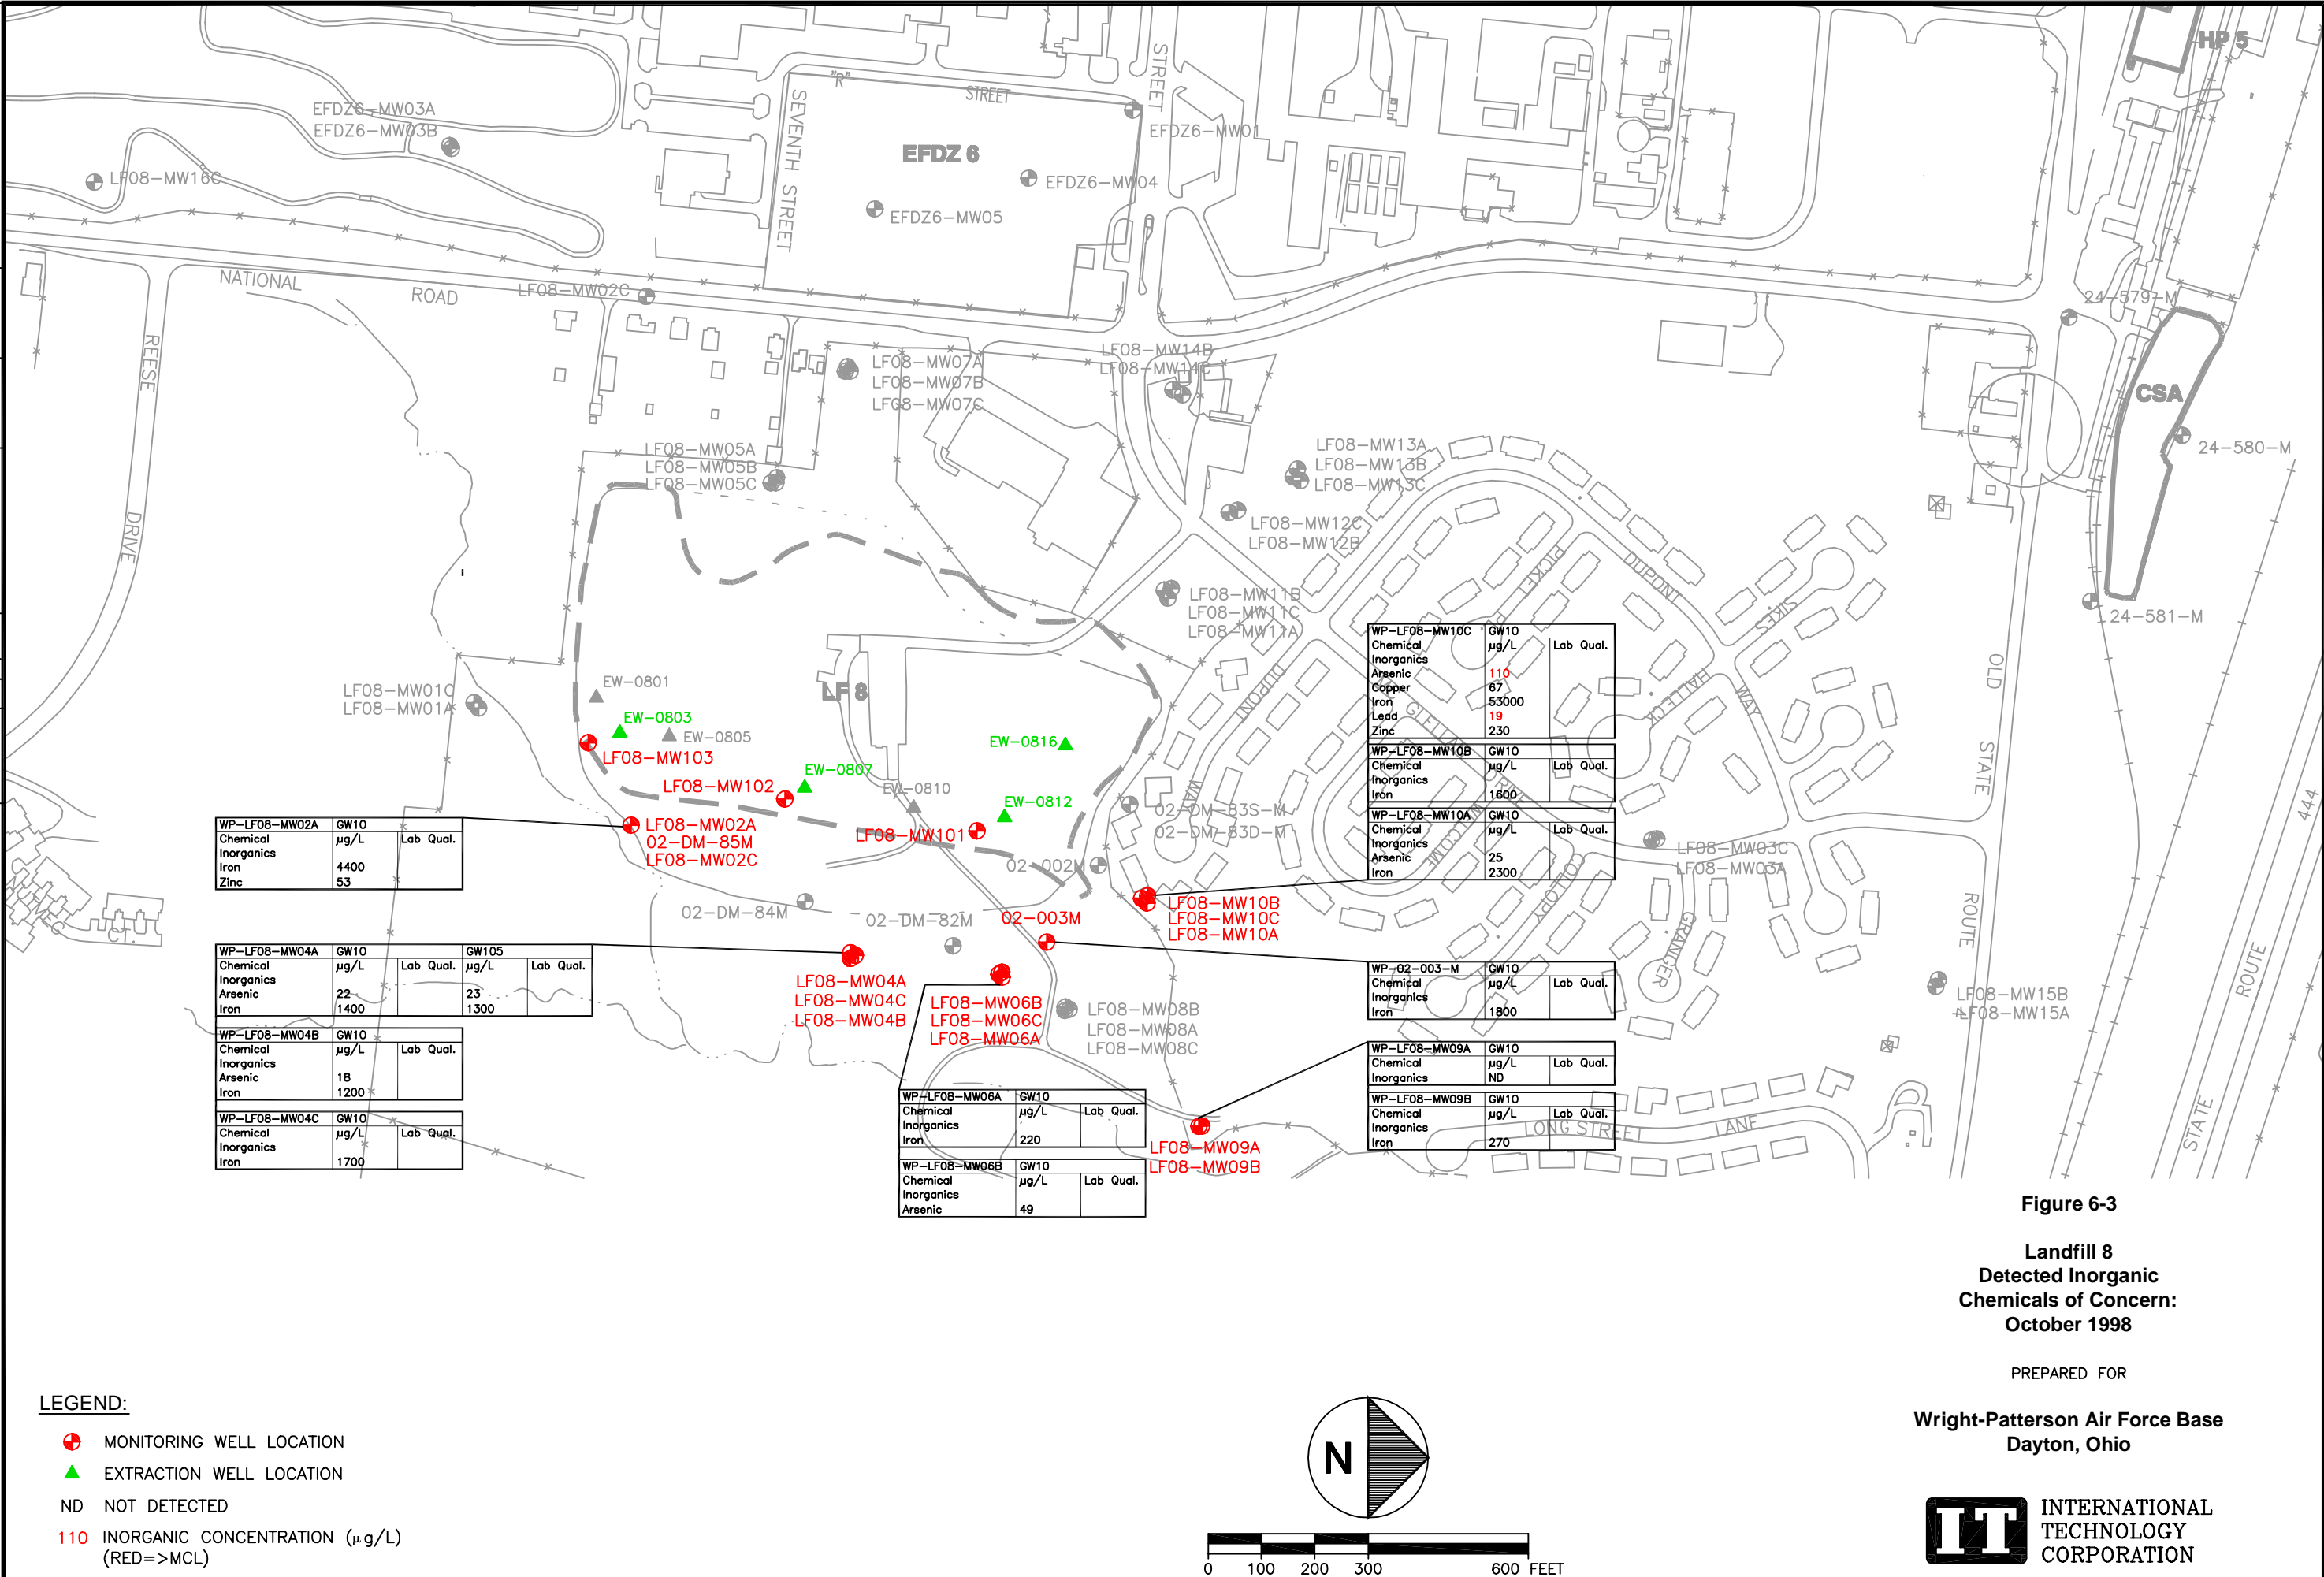 HP 5
"R"
STREET
STREET
SEVENTH STREET
EFDZ6-MW03A
EFDZ6-MW03B
EFDZ6-MW01
EFDZ 6
LF08-MW16C
EFDZ6-MW04
EFDZ6-MW05
NATIONAL
ROAD
LF08-MW02C
24-579-M
REESE
DRIVE
LF08-MW07A
LF08-MW07B
LF08-MW07C
LF08-MW14B
LF08-MW14C
CSA
24-580-M
LF08-MW05A
LF08-MW05B
LF08-MW05C
LF08-MW13A
LF08-MW13B
LF08-MW13C
LF08-MW12C
LF08-MW12B
PICKET
DUPONT
SIKES
LF08-MW11B
LF08-MW11C
LF08-MW11A
24-581-M
DUPONT
WAY
HALLECK
WAY
OLD
STATE
ROUTE
LF08-MW01C
LF08-MW01A
EW-0801
LF 8
EW-0803
EW-0805
LF08-MW103
EW-0816
EW-0807
LF08-MW102
EW-0810
EW-0812
LF08-MW101
02-DM-83S-M
02-DM-83D-M
LF08-MW02A
02-DM-85M
LF08-MW02C
02-002M
LF08-MW03C
LF08-MW03A
WELCOME
COLLOPY
GRANGER
02-DM-84M
02-DM-82M
02-003M
LF08-MW10B
LF08-MW10C
LF08-MW10A
CT.
LF08-MW04A
LF08-MW04C
LF08-MW04B
LF08-MW06B
LF08-MW06C
LF08-MW06A
LF08-MW08B
LF08-MW08A
LF08-MW08C
LF08-MW15B
LF08-MW15A
LF08-MW09A
LF08-MW09B
LONG STREET LANE
STATE
ROUTE
444
WP-LF08-MW10C GW10
Chemical µg/L Lab Qual.
Inorganics
Arsenic 110
Copper 67
Iron 53000
Lead 19
Zinc 230
WP-LF08-MW10B GW10
Chemical µg/L Lab Qual.
Inorganics
Iron 1600
WP-LF08-MW10A GW10
Chemical µg/L Lab Qual.
Inorganics
Arsenic 25
Iron 2300
WP-LF08-MW02A GW10
Chemical µg/L Lab Qual.
Inorganics
Iron 4400
Zinc 53
WP-LF08-MW04A GW10 GW105
Chemical µg/L Lab Qual. µg/L Lab Qual.
Inorganics
Arsenic 22 23
Iron 1400 1300
WP-LF08-MW04B GW10
Chemical µg/L Lab Qual.
Inorganics
Arsenic 18
Iron 1200
WP-LF08-MW04C GW10
Chemical µg/L Lab Qual.
Inorganics
Iron 1700
WP-02-003-M GW10
Chemical µg/L Lab Qual.
Inorganics
Iron 1800
WP-LF08-MW09A GW10
Chemical µg/L Lab Qual.
Inorganics ND
WP-LF08-MW09B GW10
Chemical µg/L Lab Qual.
Inorganics
Iron 270
WP-LF08-MW06A GW10
Chemical µg/L Lab Qual.
Inorganics
Iron 220
WP-LF08-MW06B GW10
Chemical µg/L Lab Qual.
Inorganics
Arsenic 49
Figure 6-3
Landfill 8
Detected Inorganic
Chemicals of Concern:
October 1998
PREPARED FOR
Wright-Patterson Air Force Base
Dayton, Ohio
IT
INTERNATIONAL
TECHNOLOGY
CORPORATION
LEGEND:
MONITORING WELL LOCATION
EXTRACTION WELL LOCATION
ND NOT DETECTED
110 INORGANIC CONCENTRATION (µg/L)
(RED=>MCL)
N
0 100 200 300 600 FEET